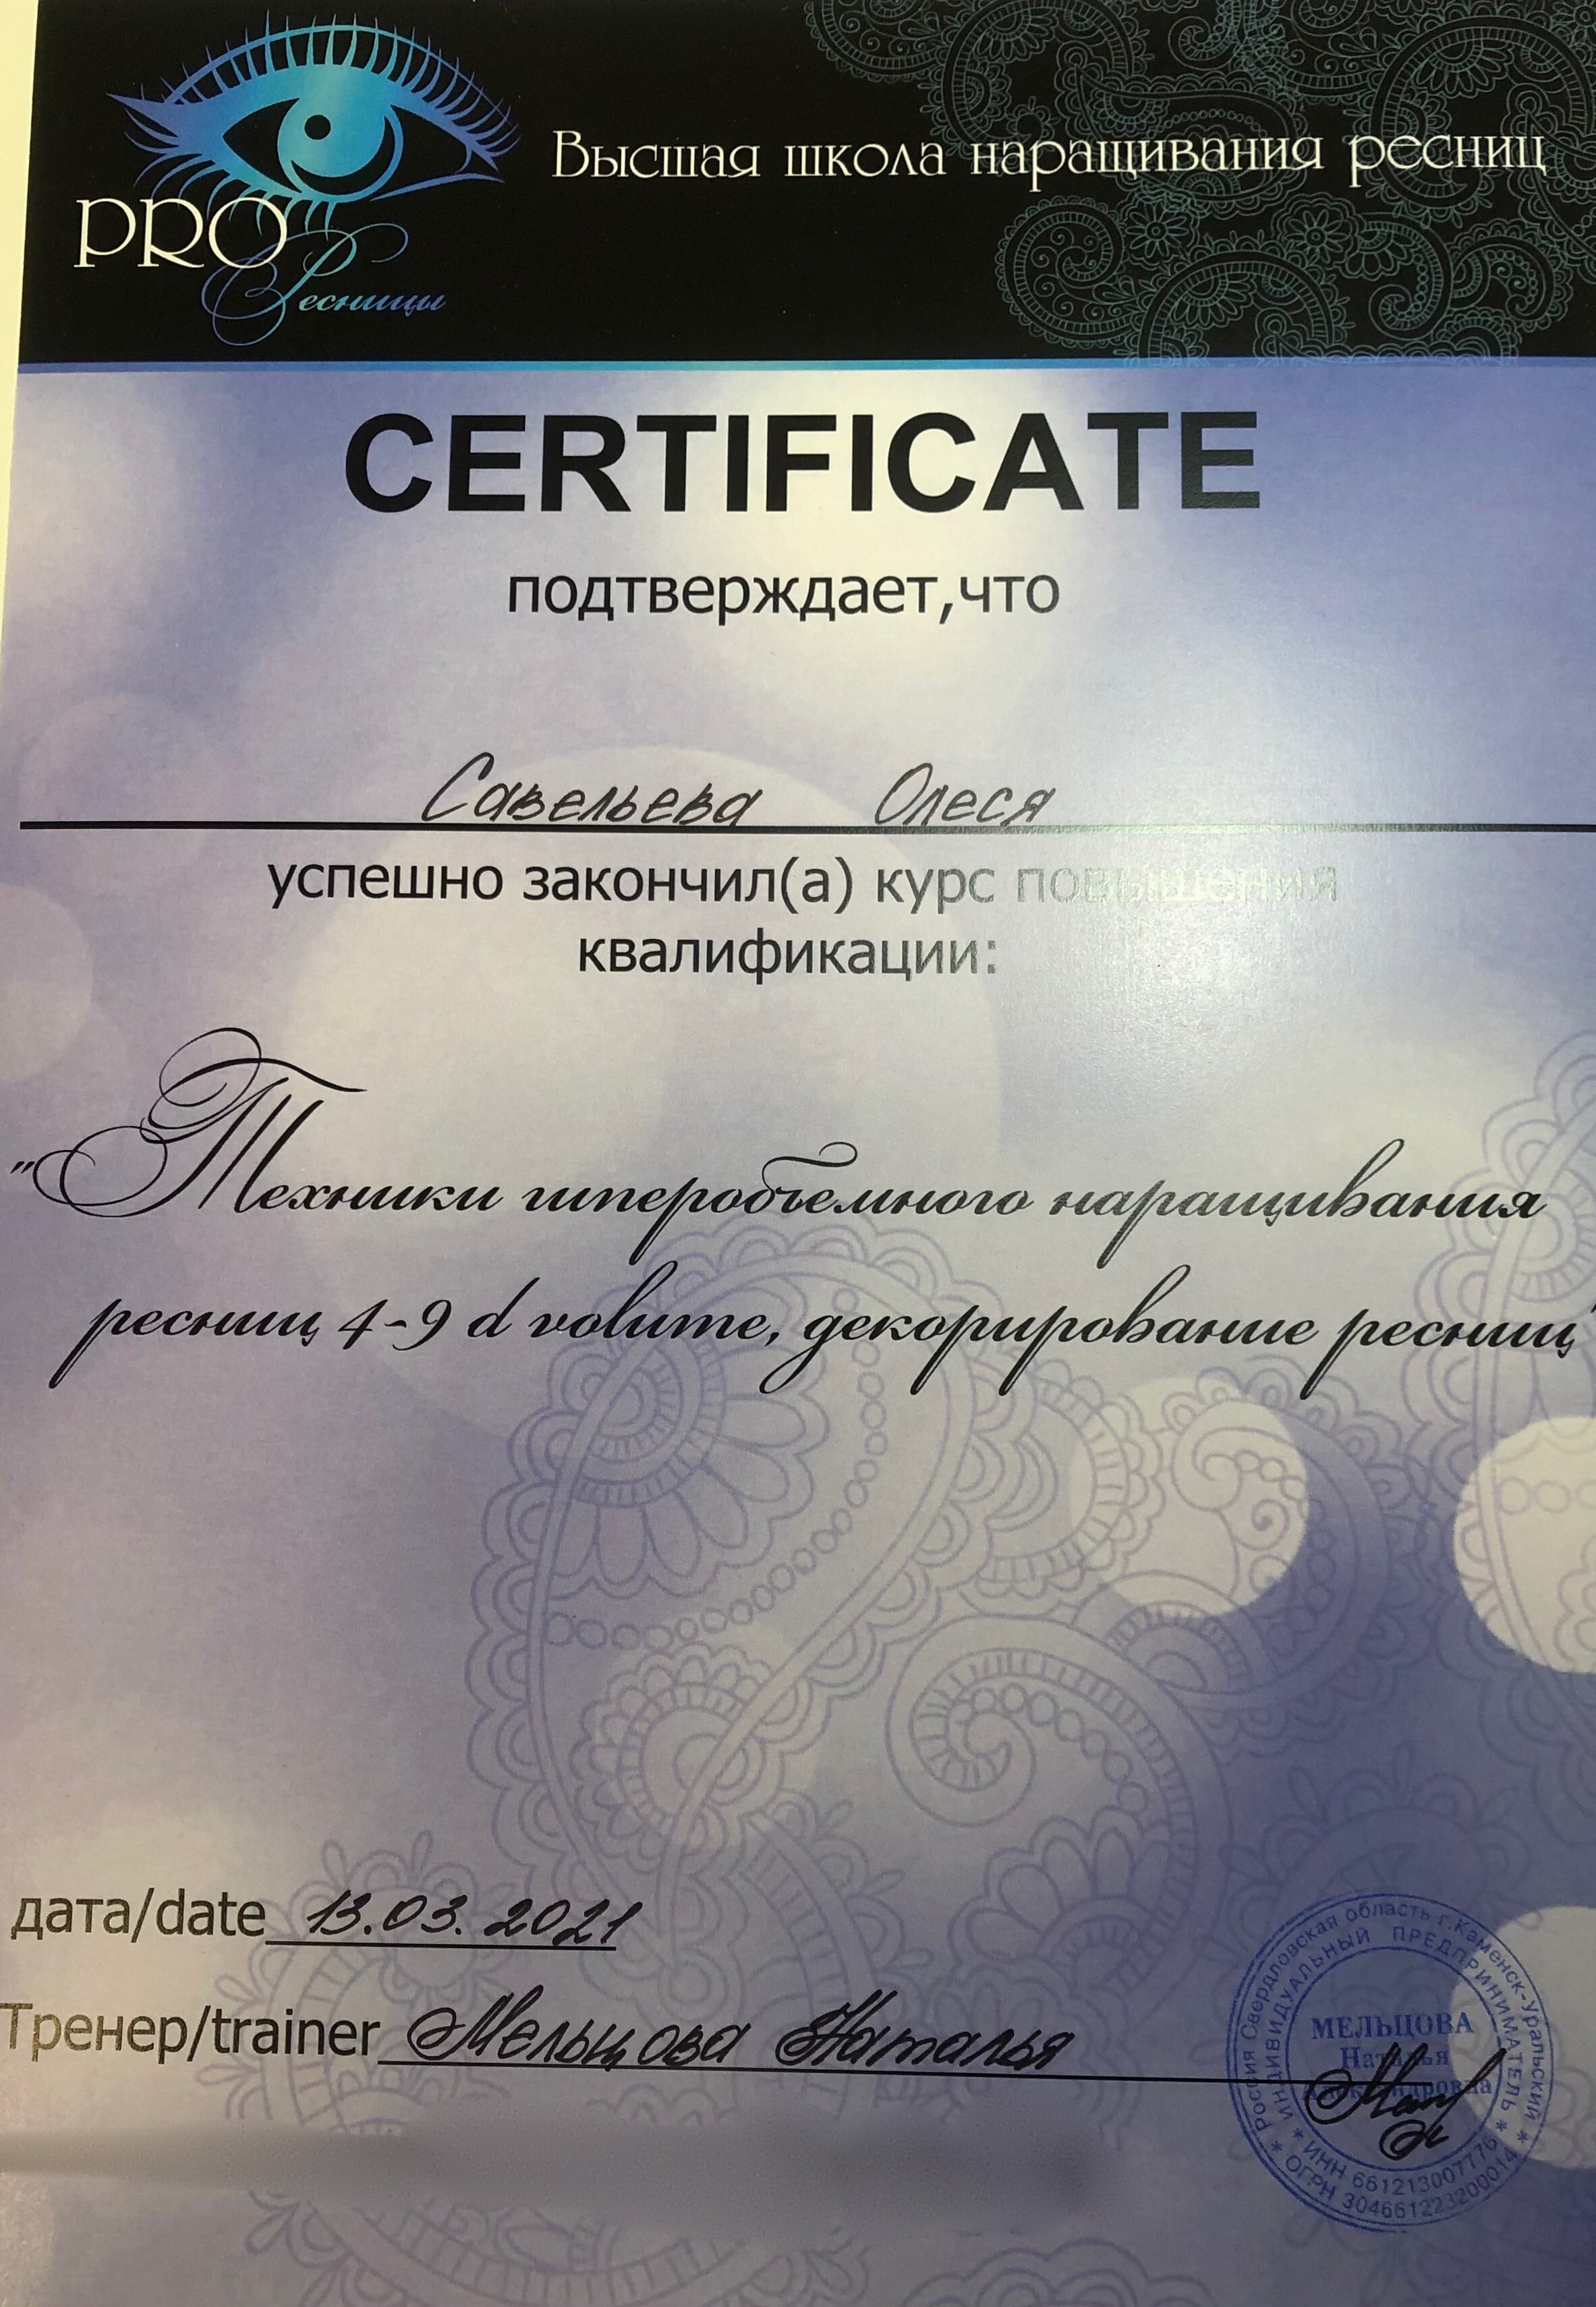 Высшая школа наращивания ресниц
PRO
Ресницы
CERTIFICATE
подтверждает,что
Савельева Олеся
успешно закончил(а) курс повышения
квалификации:
"Техники гиперобъемного наращивания
ресниц 4-9 d volume, декорирование ресниц"
дата/date 13.03.2021
Тренер/trainer Мельцова Наталья
Россия Свердловская область г.Каменск-Уральский
ИНДИВИДУАЛЬНЫЙ ПРЕДПРИНИМАТЕЛЬ
МЕЛЬЦОВА
Наталья
Александровна
* ИНН 661213007776 *
* ОГРН 304661223200014 *